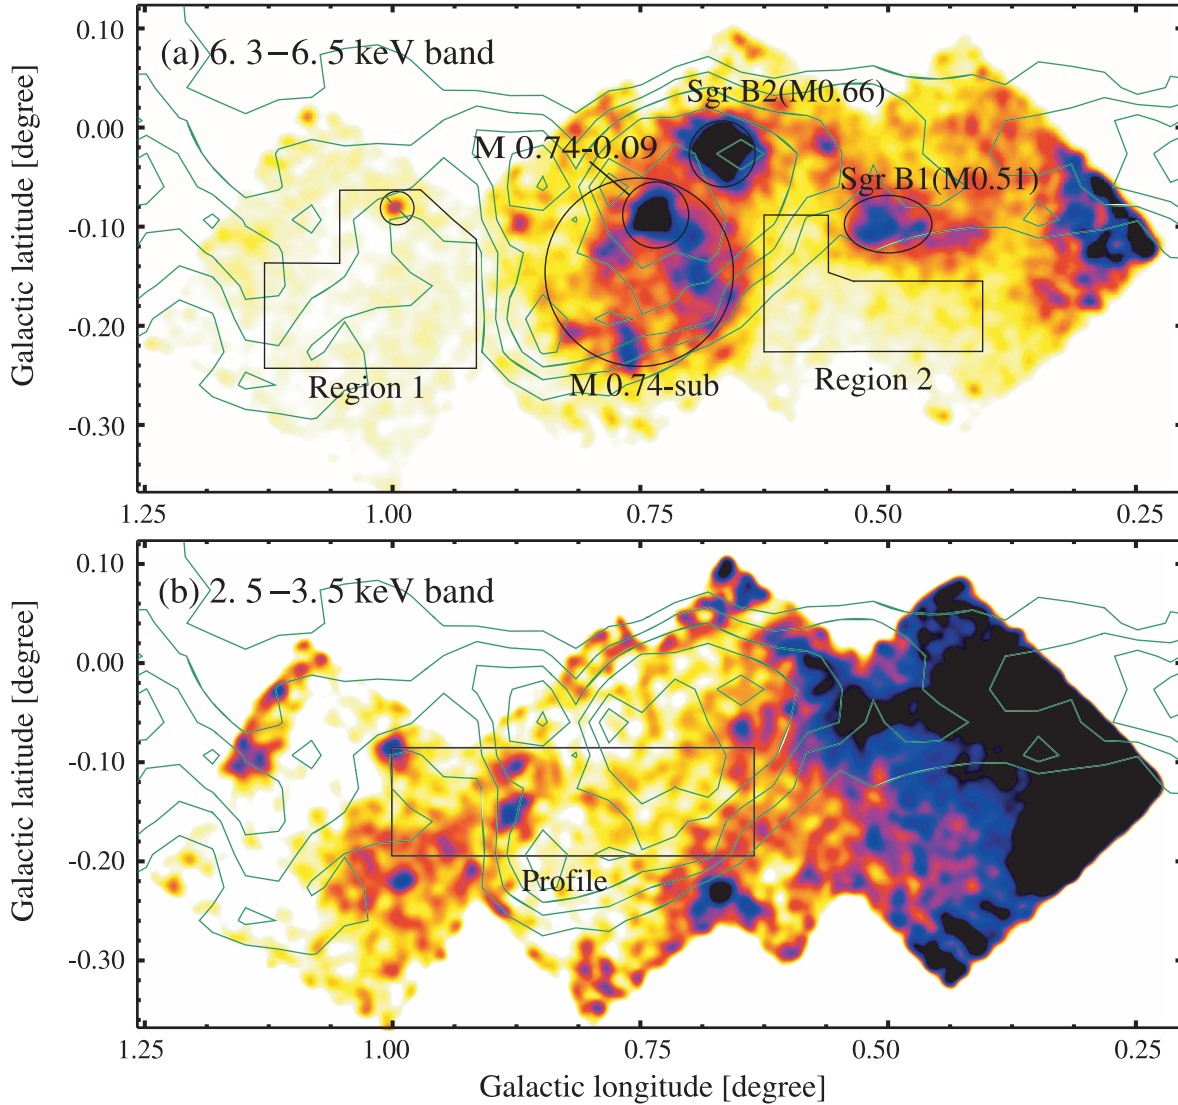 (a) 6.3−6.5 keV band
0.10
0.00
-0.10
-0.20
-0.30
Galactic latitude [degree]
Sgr B2(M0.66)
M 0.74-0.09
Sgr B1(M0.51)
Region 1
M 0.74-sub
Region 2
1.25 1.00 0.75 0.50 0.25
(b) 2.5−3.5 keV band
0.10
0.00
-0.10
-0.20
-0.30
Galactic latitude [degree]
Profile
1.25 1.00 0.75 0.50 0.25
Galactic longitude [degree]